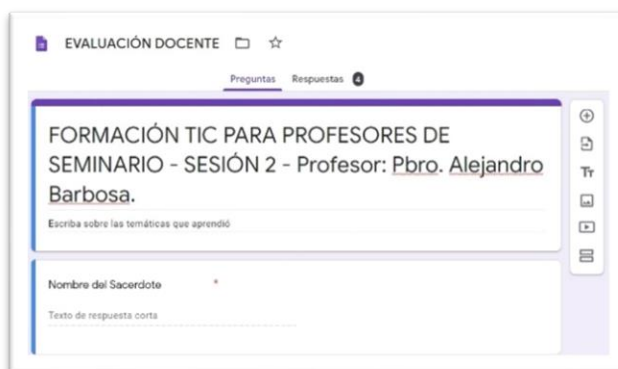 EVALUACIÓN DOCENTE
Preguntas Respuestas 4
FORMACIÓN TIC PARA PROFESORES DE
SEMINARIO - SESIÓN 2 - Profesor: Pbro. Alejandro
Barbosa.
Escriba sobre las temáticas que aprendió
Tr
Nombre del Sacerdote *
Texto de respuesta corta